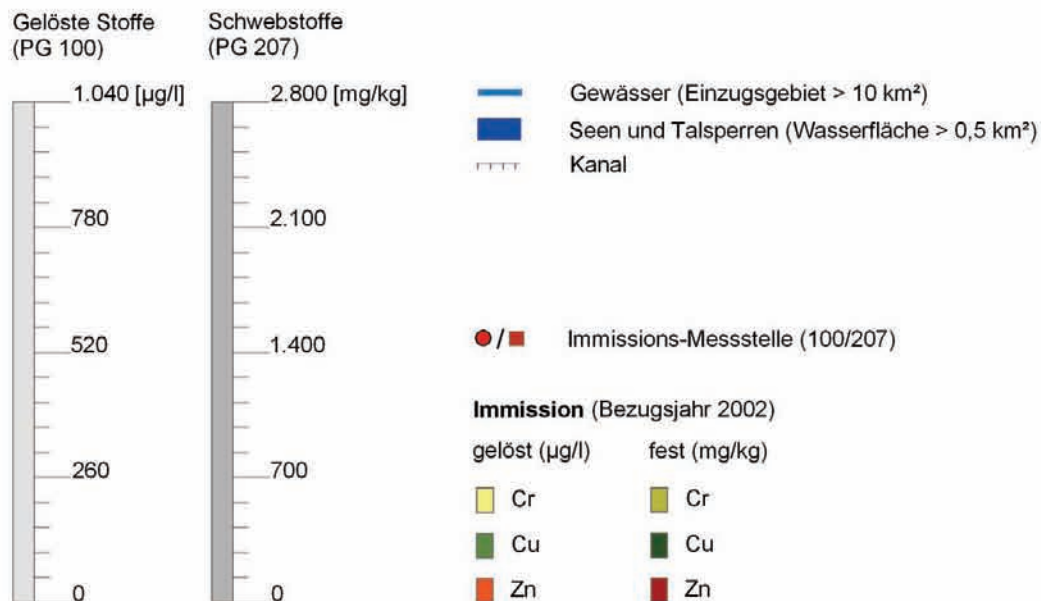 Gelöste Stoffe
(PG 100)
1.040 [µg/l]
780
520
260
0
Schwebstoffe
(PG 207)
2.800 [mg/kg]
2.100
1.400
700
0
Gewässer (Einzugsgebiet > 10 km²)
Seen und Talsperren (Wasserfläche > 0,5 km²)
Kanal
/
Immissions-Messstelle (100/207)
Immission (Bezugsjahr 2002)
gelöst (µg/l)
Cr
Cu
Zn
fest (mg/kg)
Cr
Cu
Zn